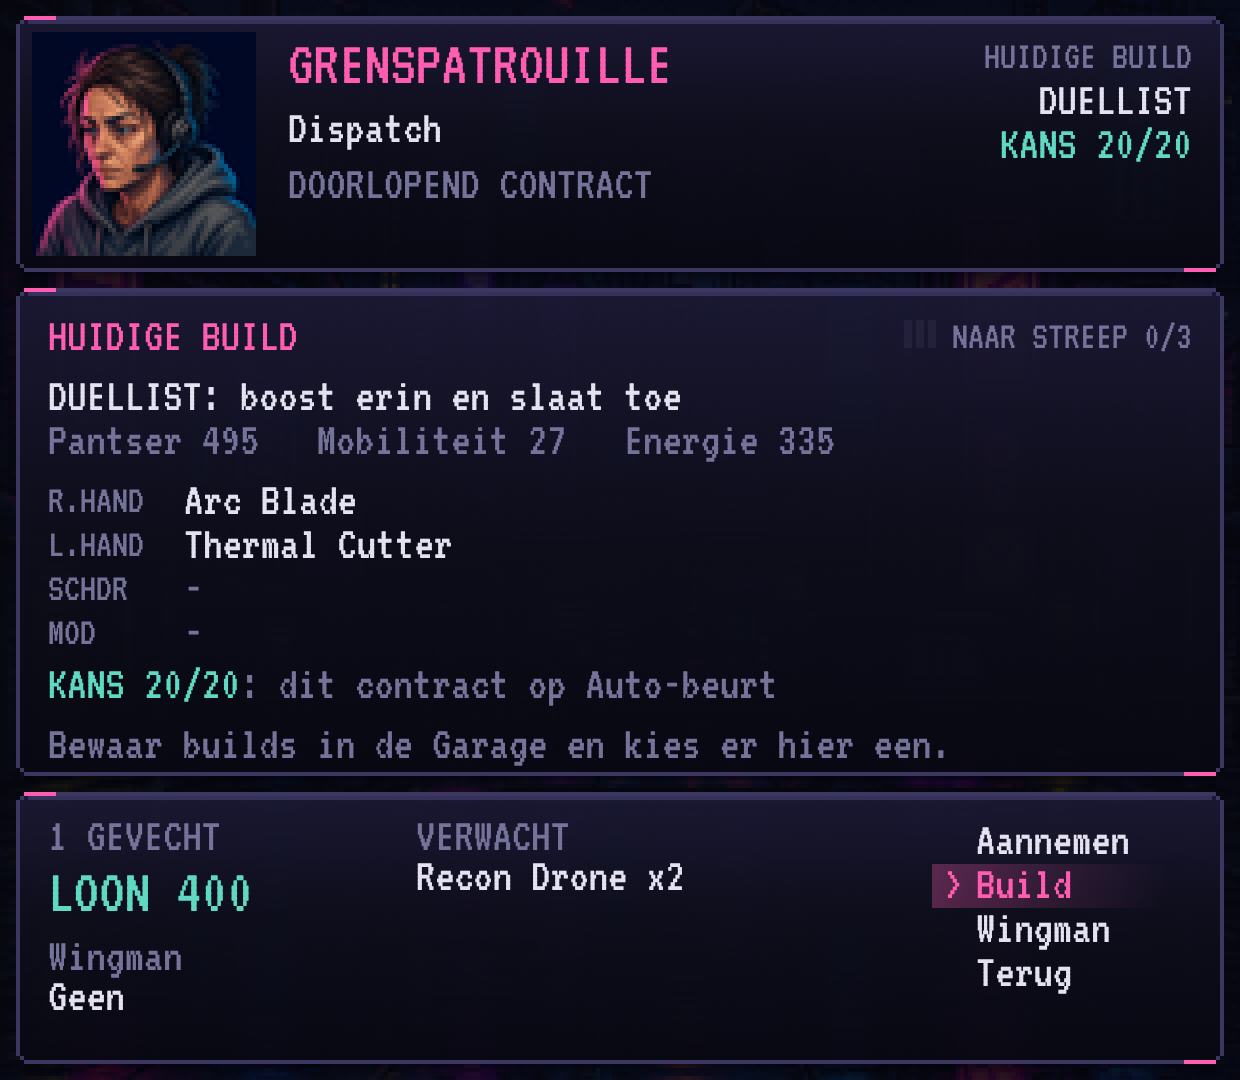 GRENSPATROUILLE
Dispatch
DOORLOPEND CONTRACT
HUIDIGE BUILD
DUELLIST
KANS 20/20
HUIDIGE BUILD
NAAR STREEP 0/3
DUELLIST: boost erin en slaat toe
Pantser 495 Mobiliteit 27 Energie 335
R.HAND Arc Blade
L.HAND Thermal Cutter
SCHDR -
MOD -
KANS 20/20: dit contract op Auto-beurt
Bewaar builds in de Garage en kies er hier een.
1 GEVECHT
LOON 400
Wingman
Geen
VERWACHT
Recon Drone x2
Aannemen
> Build
Wingman
Terug